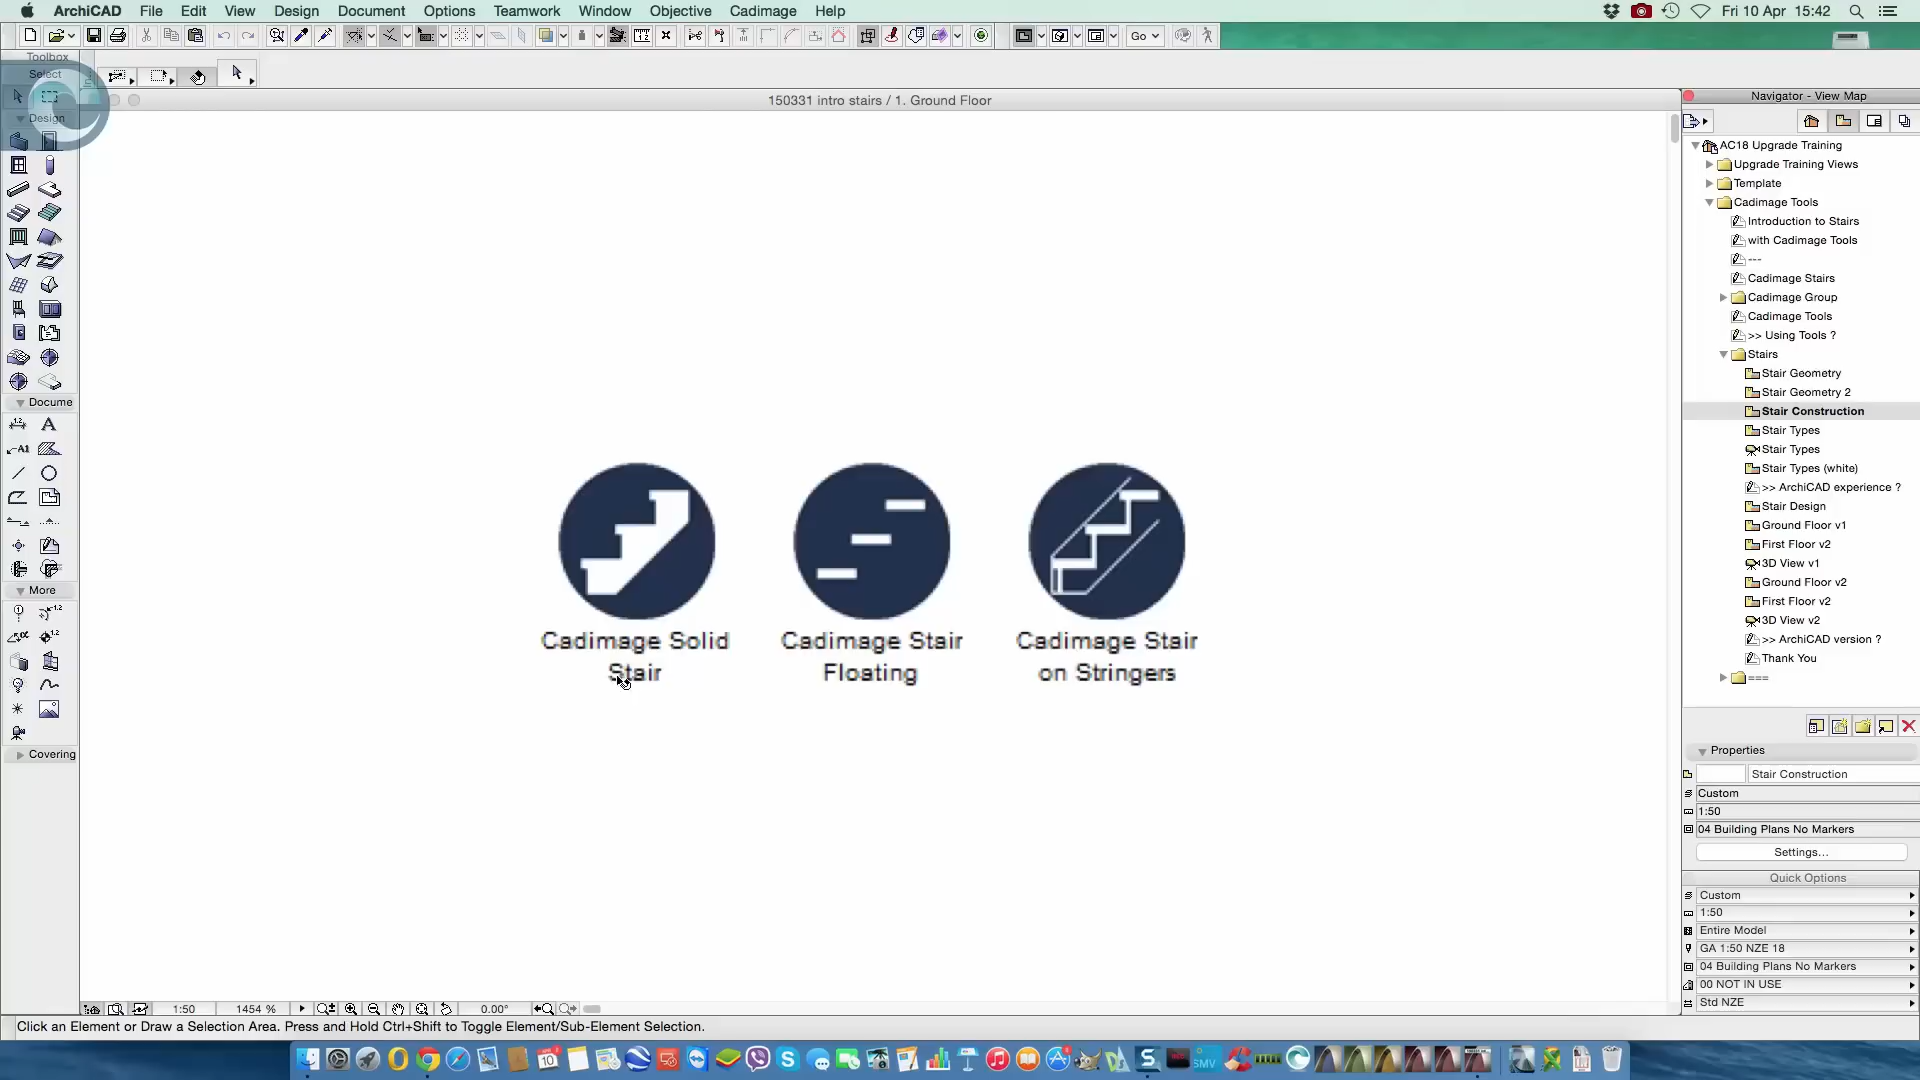 ArchiCAD File Edit View Design Document Options Teamwork Window Objective Cadimage Help
Fri 10 Apr 15:42
Go
Toolbox
Select
150331 intro stairs / 1. Ground Floor
Navigator - View Map
Design
AC18 Upgrade Training
Upgrade Training Views
Template
Cadimage Tools
Introduction to Stairs
with Cadimage Tools
---
Cadimage Stairs
Cadimage Group
Cadimage Tools
>> Using Tools ?
Stairs
Stair Geometry
Stair Geometry 2
Stair Construction
Stair Types
Stair Types
Stair Types (white)
>> ArchiCAD experience ?
Stair Design
Ground Floor v1
First Floor v2
3D View v1
Ground Floor v2
First Floor v2
3D View v2
>> ArchiCAD version ?
Thank You
===
Docume
More
Covering
Cadimage Solid
Stair
Cadimage Stair
Floating
Cadimage Stair
on Stringers
Properties
Stair Construction
Custom
1:50
04 Building Plans No Markers
Settings...
Quick Options
Custom
1:50
Entire Model
GA 1:50 NZE 18
04 Building Plans No Markers
00 NOT IN USE
Std NZE
1:50
1454 %
0.00°
Click an Element or Draw a Selection Area. Press and Hold Ctrl+Shift to Toggle Element/Sub-Element Selection.